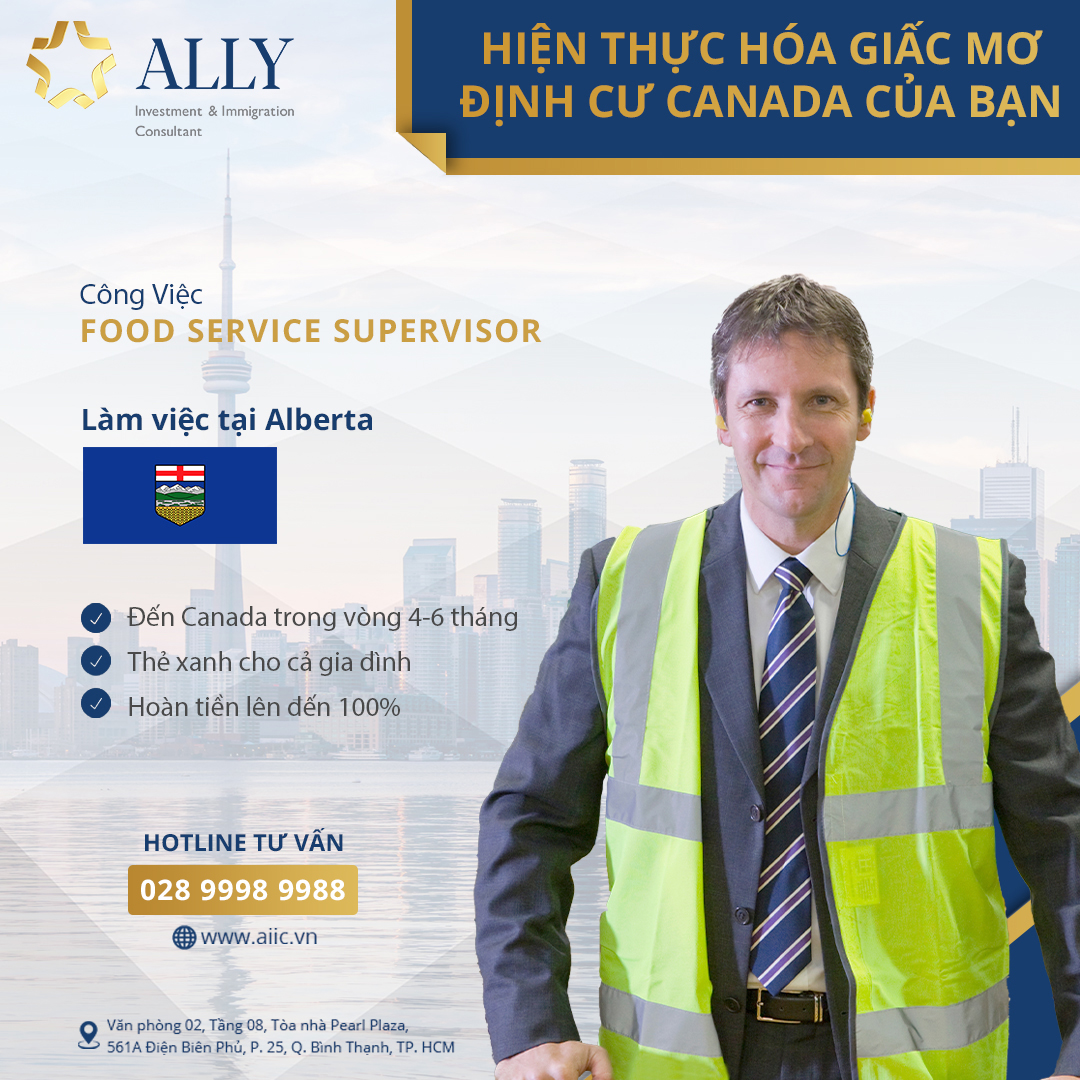 ALLY
Investment & Immigration
Consultant
HIỆN THỰC HÓA GIẤC MƠ
ĐỊNH CƯ CANADA CỦA BẠN
Công Việc
FOOD SERVICE SUPERVISOR
Làm việc tại Alberta
Đến Canada trong vòng 4-6 tháng
Thẻ xanh cho cả gia đình
Hoàn tiền lên đến 100%
HOTLINE TƯ VẤN
028 9998 9988
www.aiic.vn
Văn phòng 02, Tầng 08, Tòa nhà Pearl Plaza,
561A Điện Biên Phủ, P. 25, Q. Bình Thạnh, TP. HCM